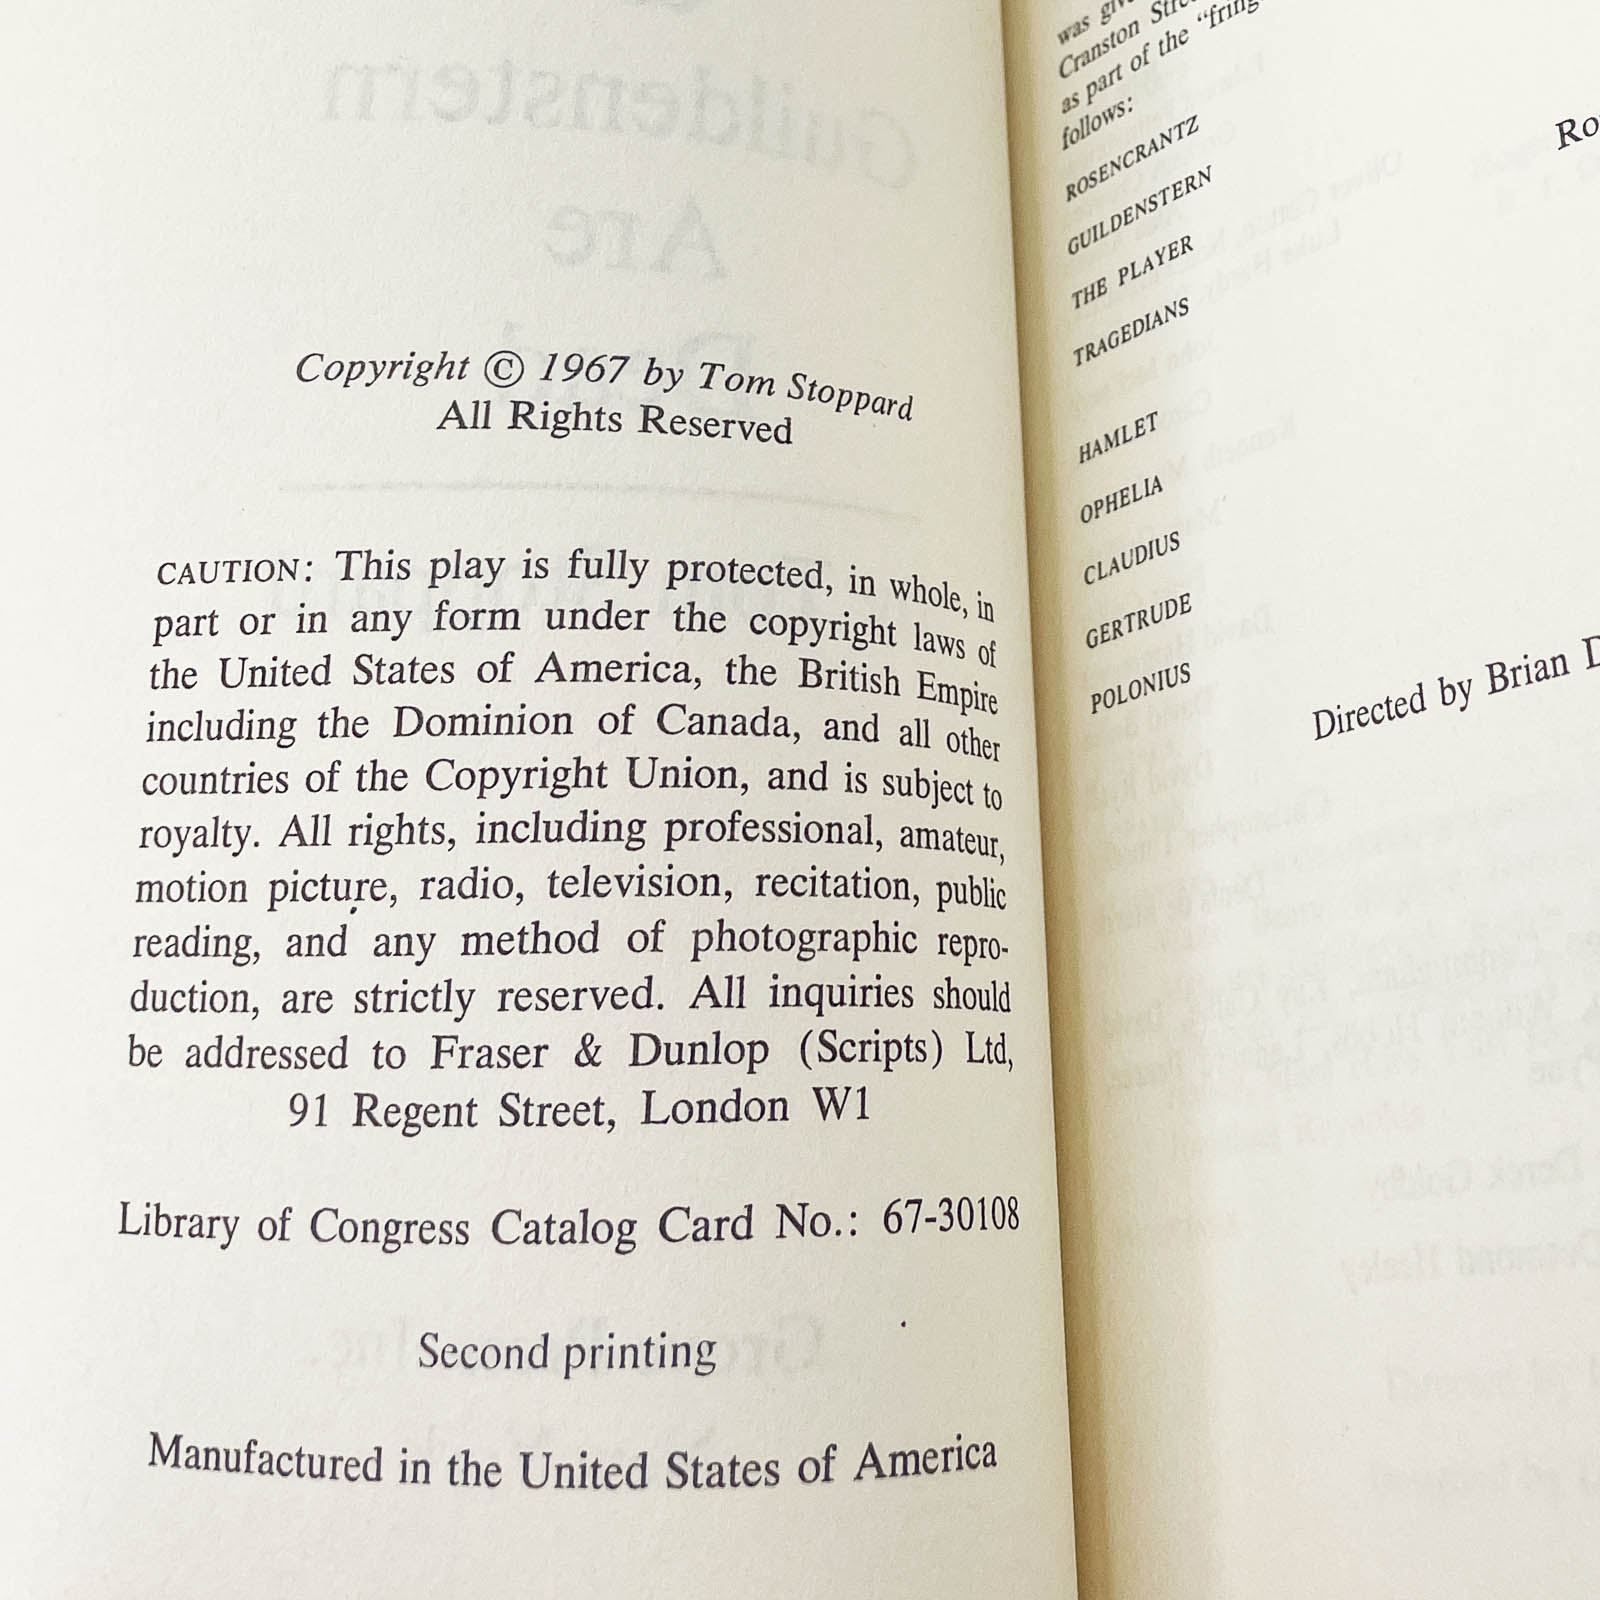 Copyright © 1967 by Tom Stoppard
All Rights Reserved
CAUTION: This play is fully protected, in whole, in
part or in any form under the copyright laws of
the United States of America, the British Empire
including the Dominion of Canada, and all other
countries of the Copyright Union, and is subject to
royalty. All rights, including professional, amateur,
motion picture, radio, television, recitation, public
reading, and any method of photographic repro-
duction, are strictly reserved. All inquiries should
be addressed to Fraser & Dunlop (Scripts) Ltd,
91 Regent Street, London W1
Library of Congress Catalog Card No.: 67-30108
Second printing
Manufactured in the United States of America
was
Cranston
as part of the
follows:
ROSENCRANTZ
GUILDENSTERN
THE PLAYER
TRAGEDIANS
HAMLET
OPHELIA
CLAUDIUS
GERTRUDE
POLONIUS
Directed by Brian